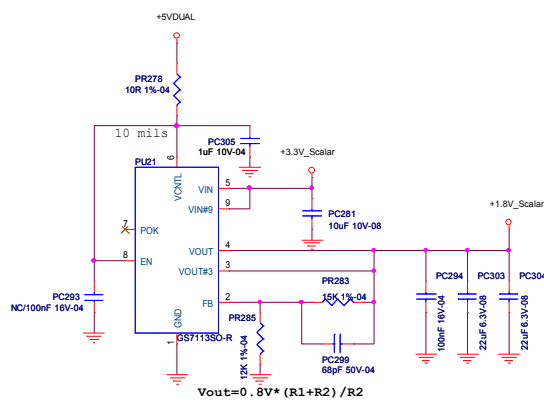 +5VDUAL
PR278
10R 1%-04
10 mils
PC305
1uF 10V-04
+3.3V_Scalar
PU21
6
VCNTL
VIN
5
+1.8V_Scalar
VIN#9
9
PC281
10uF 10V-08
7
POK
VOUT
4
8
EN
VOUT#3
3
PR283
15K 1%-04
PC294
PC303
PC304
PC293
NC/100nF 16V-04
FB
2
GND
1
GS7113SO-R
PR285
12K 1%-04
PC299
68pF 50V-04
100nF 16V-04
22uF 6.3V-08
22uF 6.3V-08
Vout=0.8V*(R1+R2)/R2